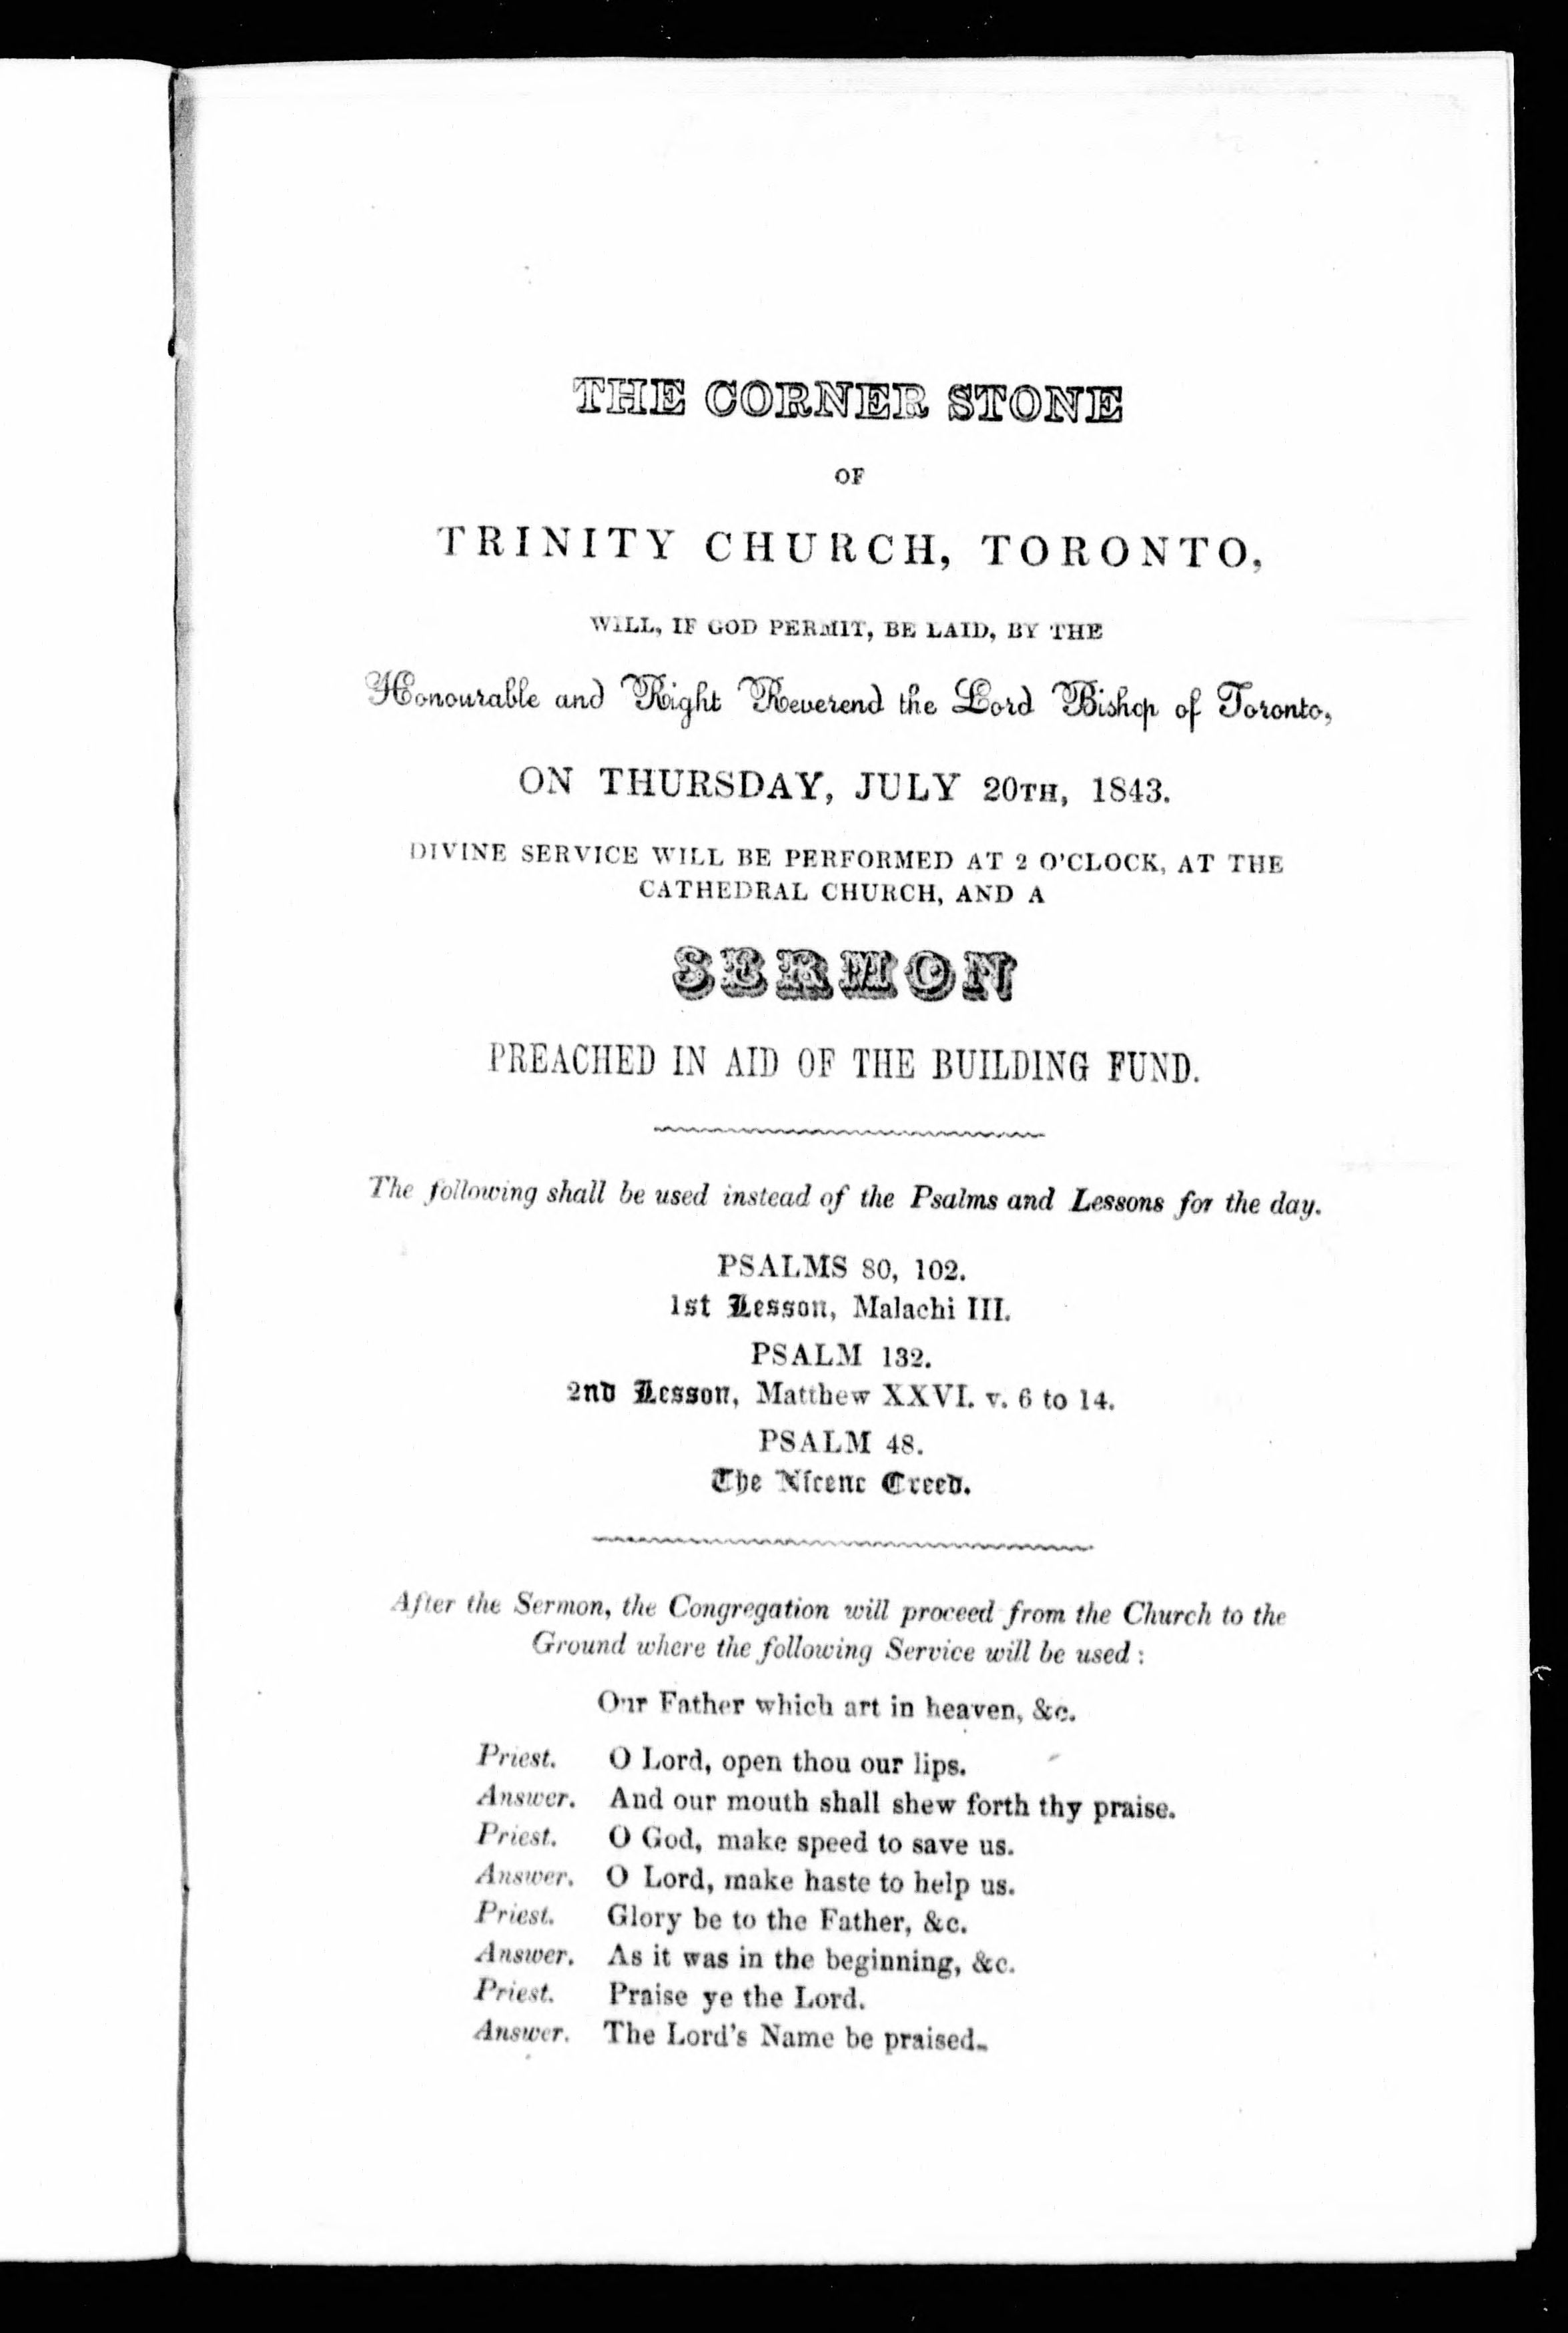 THE CORNER STONE
OF
TRINITY CHURCH, TORONTO,
WILL, IF GOD PERMIT, BE LAID, BY THE
Honourable and Right Reverend the Lord Bishop of Toronto,
ON THURSDAY, JULY 20TH, 1843.
DIVINE SERVICE WILL BE PERFORMED AT 2 O'CLOCK, AT THE
CATHEDRAL CHURCH, AND A
SERMON
PREACHED IN AID OF THE BUILDING FUND.
The following shall be used instead of the Psalms and Lessons for the day.
PSALMS 80, 102.
1st Lesson, Malachi III.
PSALM 132.
2nd Lesson, Matthew XXVI. v. 6 to 14.
PSALM 48.
The Nicene Creed.
After the Sermon, the Congregation will proceed from the Church to the
Ground where the following Service will be used:
Our Father which art in heaven, &c.
Priest. O Lord, open thou our lips.
Answer. And our mouth shall shew forth thy praise.
Priest. O God, make speed to save us.
Answer. O Lord, make haste to help us.
Priest. Glory be to the Father, &c.
Answer. As it was in the beginning, &c.
Priest. Praise ye the Lord.
Answer. The Lord's Name be praised.